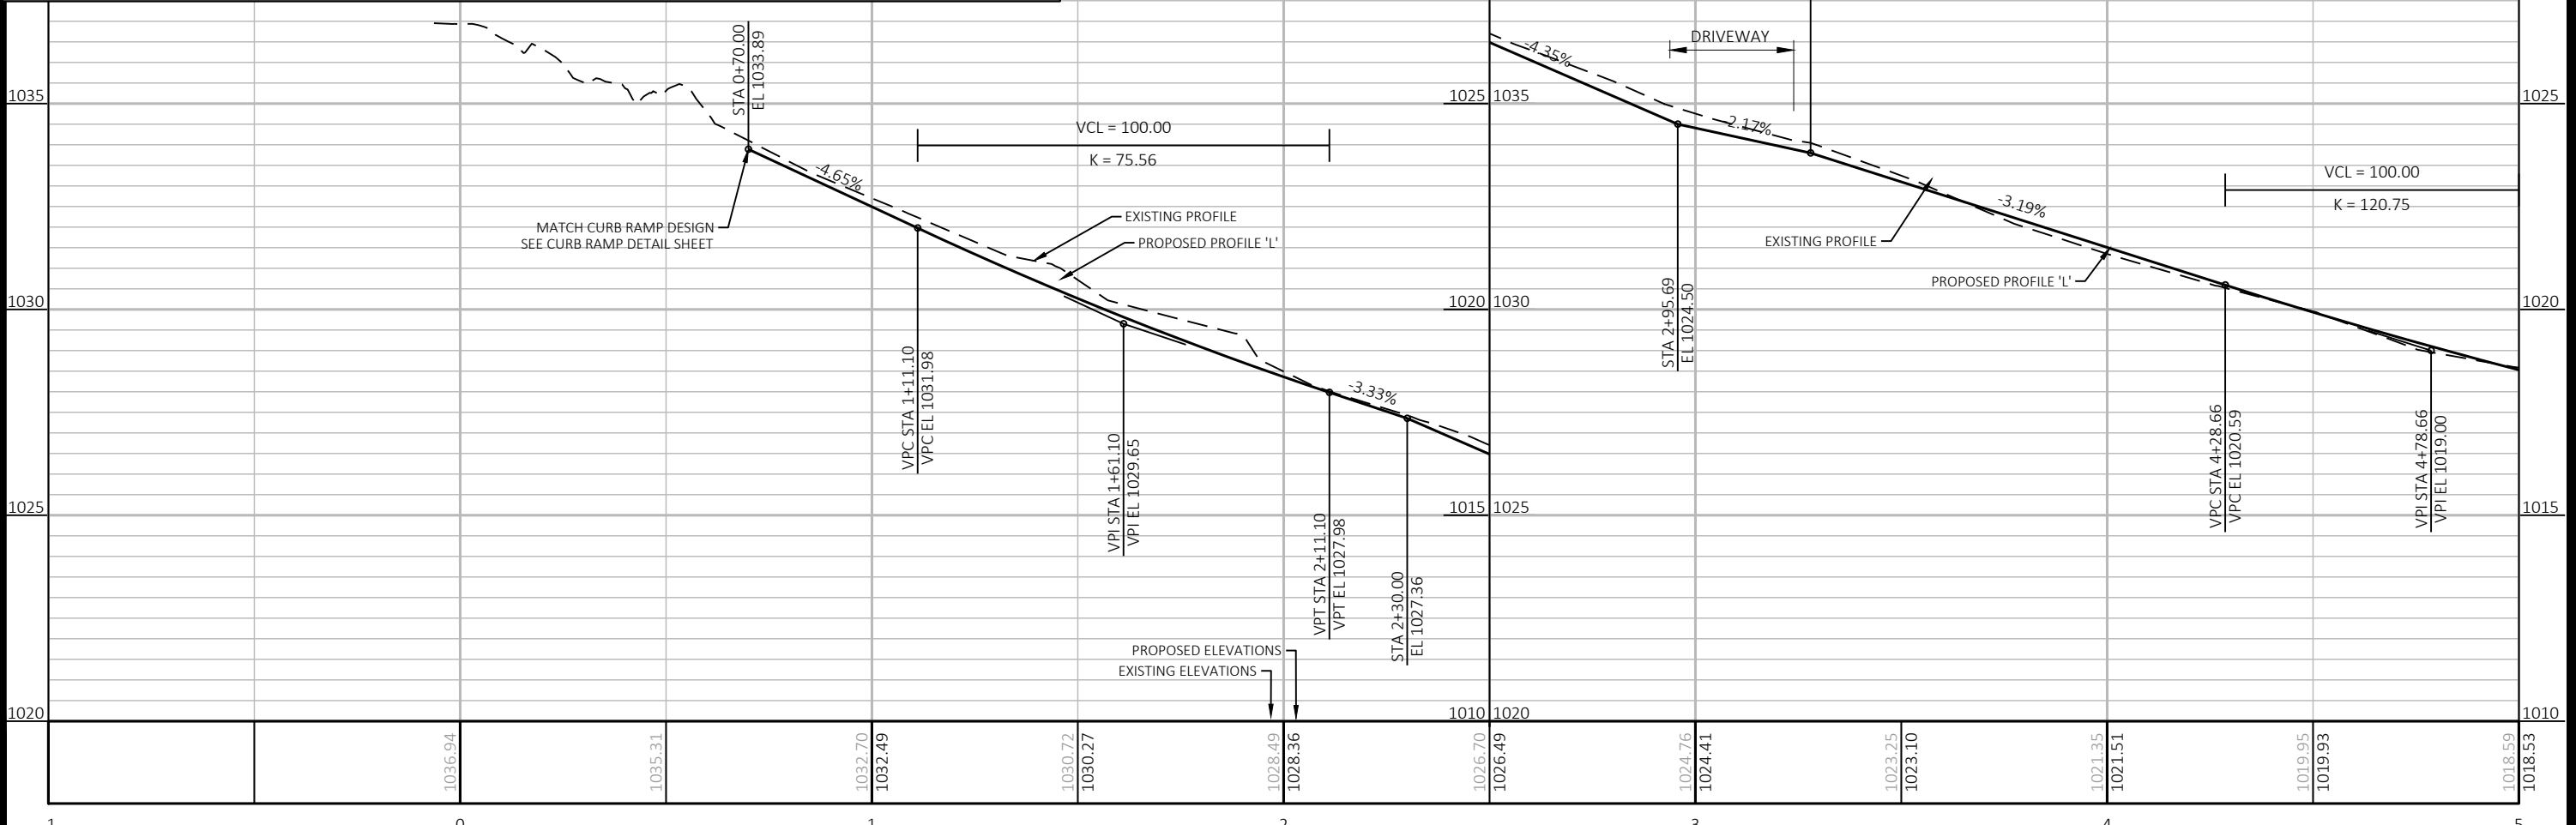 1035
1030
1025
1020
STA 0+70.00
EL 1033.89
-4.65%
MATCH CURB RAMP DESIGN
SEE CURB RAMP DETAIL SHEET
VCL = 100.00
K = 75.56
EXISTING PROFILE
PROPOSED PROFILE 'L'
VPC STA 1+11.10
VPC EL 1031.98
VPI STA 1+61.10
VPI EL 1029.65
VPT STA 2+11.10
VPT EL 1027.98
-3.33%
STA 2+30.00
EL 1027.36
PROPOSED ELEVATIONS
EXISTING ELEVATIONS
1025 1035
1020 1030
1015 1025
1010 1020
-4.35%
DRIVEWAY
-2.17%
STA 2+95.69
EL 1024.50
EXISTING PROFILE
-3.19%
PROPOSED PROFILE 'L'
VCL = 100.00
K = 120.75
VPC STA 4+28.66
VPC EL 1020.59
VPI STA 4+78.66
VPI EL 1019.00
1025
1020
1015
1010
1036.94
1035.31
1032.70
1032.49
1030.72
1030.27
1028.49
1028.36
1026.70
1026.49
1024.76
1024.41
1023.25
1023.10
1021.35
1021.51
1019.95
1019.93
1018.59
1018.53
1 0 1 2 3 4 5